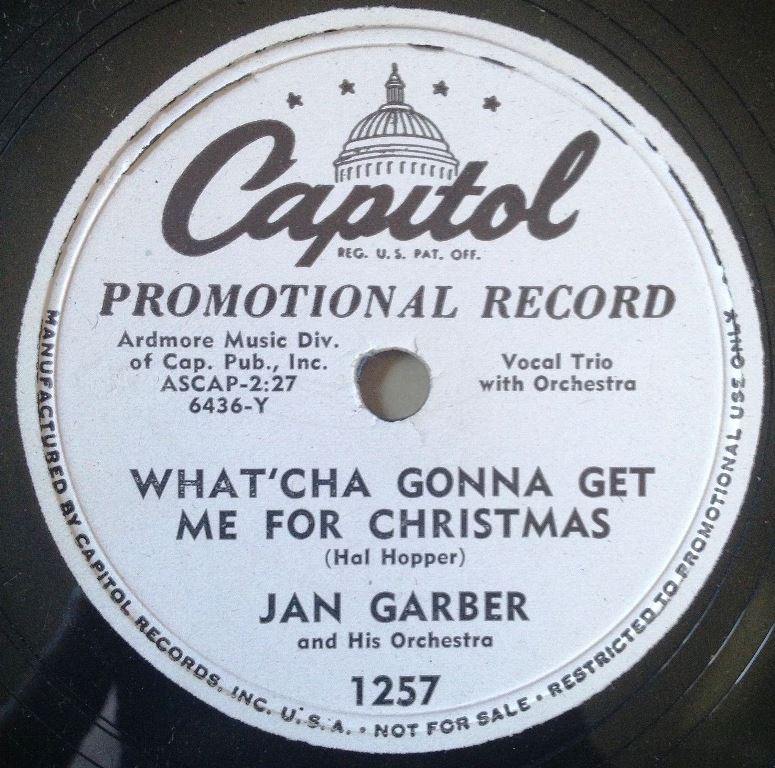 Capitol
REG. U.S. PAT. OFF.
PROMOTIONAL RECORD
Ardmore Music Div.
of Cap. Pub., Inc.
ASCAP-2:27
6436-Y
Vocal Trio
with Orchestra
WHAT'CHA GONNA GET
ME FOR CHRISTMAS
(Hal Hopper)
JAN GARBER
and His Orchestra
1257
MANUFACTURED BY CAPITOL RECORDS, INC. U.S.A. • NOT FOR SALE • RESTRICTED TO PROMOTIONAL USE ONLY